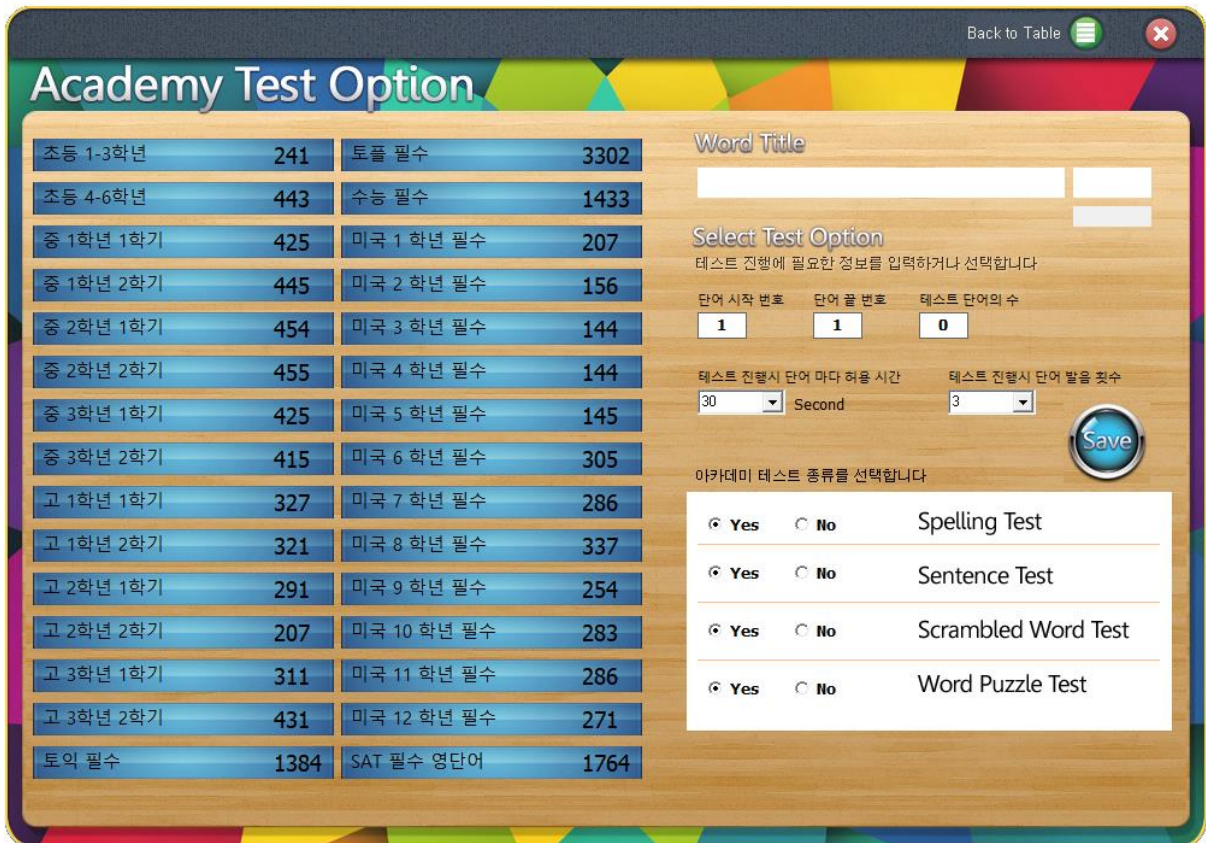 Back to Table
Academy Test Option
초등 1-3학년 241
초등 4-6학년 443
중 1학년 1학기 425
중 1학년 2학기 445
중 2학년 1학기 454
중 2학년 2학기 455
중 3학년 1학기 425
중 3학년 2학기 415
고 1학년 1학기 327
고 1학년 2학기 321
고 2학년 1학기 291
고 2학년 2학기 207
고 3학년 1학기 311
고 3학년 2학기 431
토익 필수 1384
토플 필수 3302
수능 필수 1433
미국 1 학년 필수 207
미국 2 학년 필수 156
미국 3 학년 필수 144
미국 4 학년 필수 144
미국 5 학년 필수 145
미국 6 학년 필수 305
미국 7 학년 필수 286
미국 8 학년 필수 337
미국 9 학년 필수 254
미국 10 학년 필수 283
미국 11 학년 필수 286
미국 12 학년 필수 271
SAT 필수 영단어 1764
Word Title
Select Test Option
테스트 진행에 필요한 정보를 입력하거나 선택합니다
단어 시작 번호 단어 끝 번호 테스트 단어의 수
1 1 0
테스트 진행시 단어 마다 허용 시간 테스트 진행시 단어 발음 횟수
30 Second 3
Save
아카데미 테스트 종류를 선택합니다
Yes No Spelling Test
Yes No Sentence Test
Yes No Scrambled Word Test
Yes No Word Puzzle Test